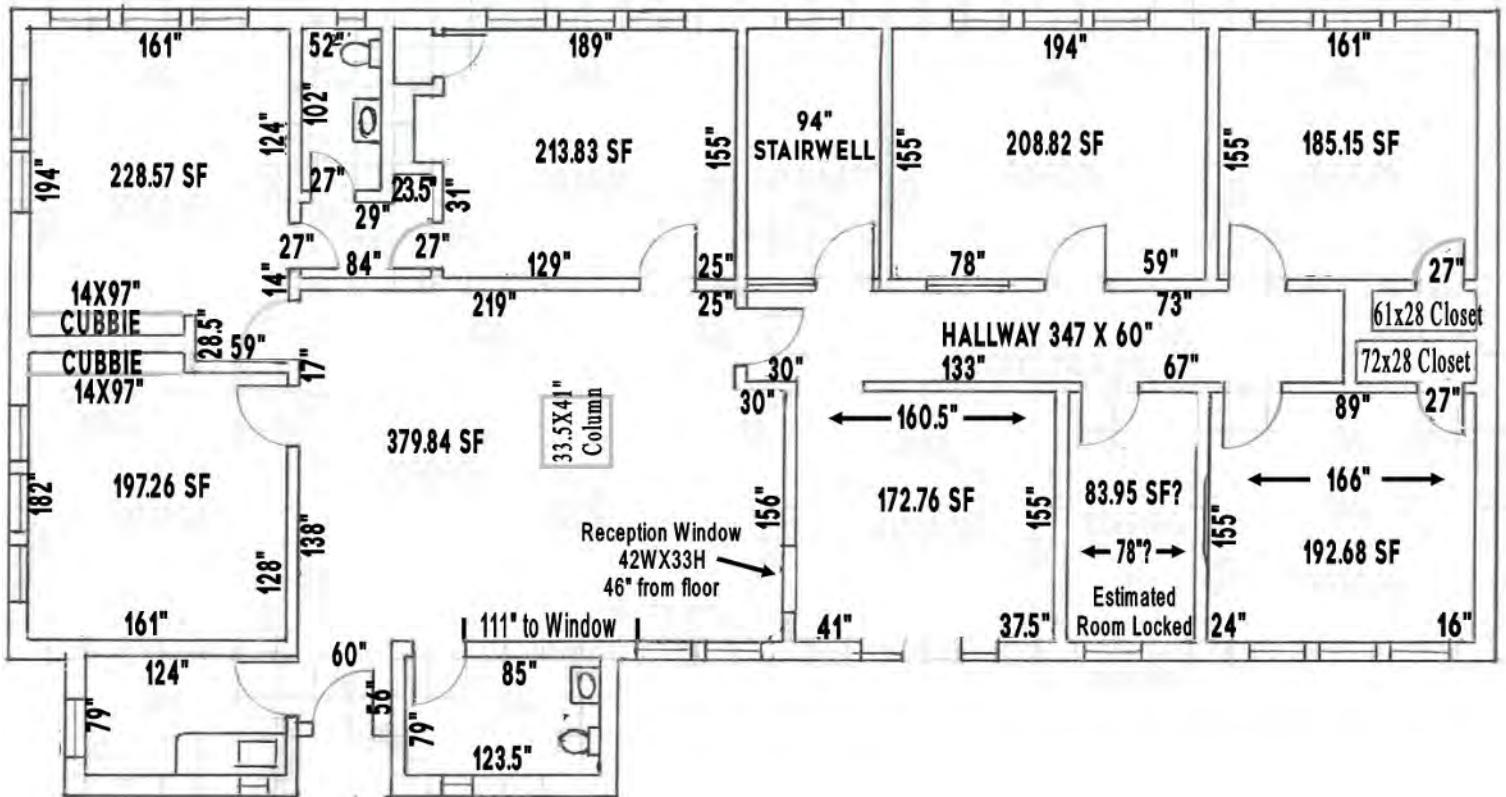 161"
52"
189"
194"
161"
102"
124"
94"
STAIRWELL
155"
155"
155"
213.83 SF
208.82 SF
185.15 SF
194"
228.57 SF
27"
23.5"
31"
29"
27"
27"
14"
84"
129"
25"
78"
59"
27"
14X97"
CUBBIE
219"
25"
73"
61x28 Closet
28.5"
59"
HALLWAY 347 X 60"
CUBBIE
14X97"
17"
30"
133"
67"
72x28 Closet
30"
89"
27"
33.5X41"
Column
160.5"
379.84 SF
182"
197.26 SF
138"
128"
156"
172.76 SF
155"
83.95 SF?
155"
166"
78"?
192.68 SF
Reception Window
42WX33H
46" from floor
Estimated
Room Locked
161"
111" to Window
41"
37.5"
24"
16"
124"
60"
85"
56"
79"
79"
123.5"